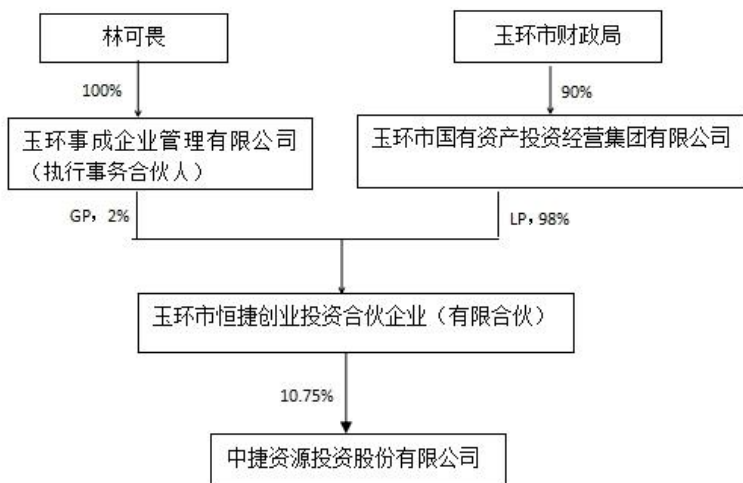 林可畏
玉环市财政局
100%
90%
玉环事成企业管理有限公司
（执行事务合伙人）
玉环市国有资产投资经营集团有限公司
GP，2%
LP，98%
玉环市恒捷创业投资合伙企业（有限合伙）
10.75%
中捷资源投资股份有限公司